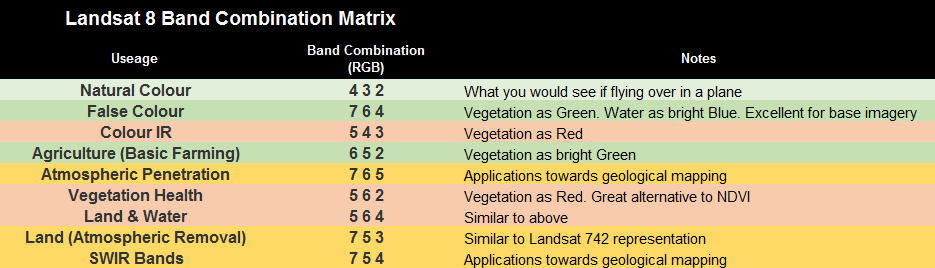 Landsat 8 Band Combination Matrix
Useage Band Combination (RGB) Notes
Natural Colour 4 3 2 What you would see if flying over in a plane
False Colour 7 6 4 Vegetation as Green. Water as bright Blue. Excellent for base imagery
Colour IR 5 4 3 Vegetation as Red
Agriculture (Basic Farming) 6 5 2 Vegetation as bright Green
Atmospheric Penetration 7 6 5 Applications towards geological mapping
Vegetation Health 5 6 2 Vegetation as Red. Great alternative to NDVI
Land & Water 5 6 4 Similar to above
Land (Atmospheric Removal) 7 5 3 Similar to Landsat 742 representation
SWIR Bands 7 5 4 Applications towards geological mapping